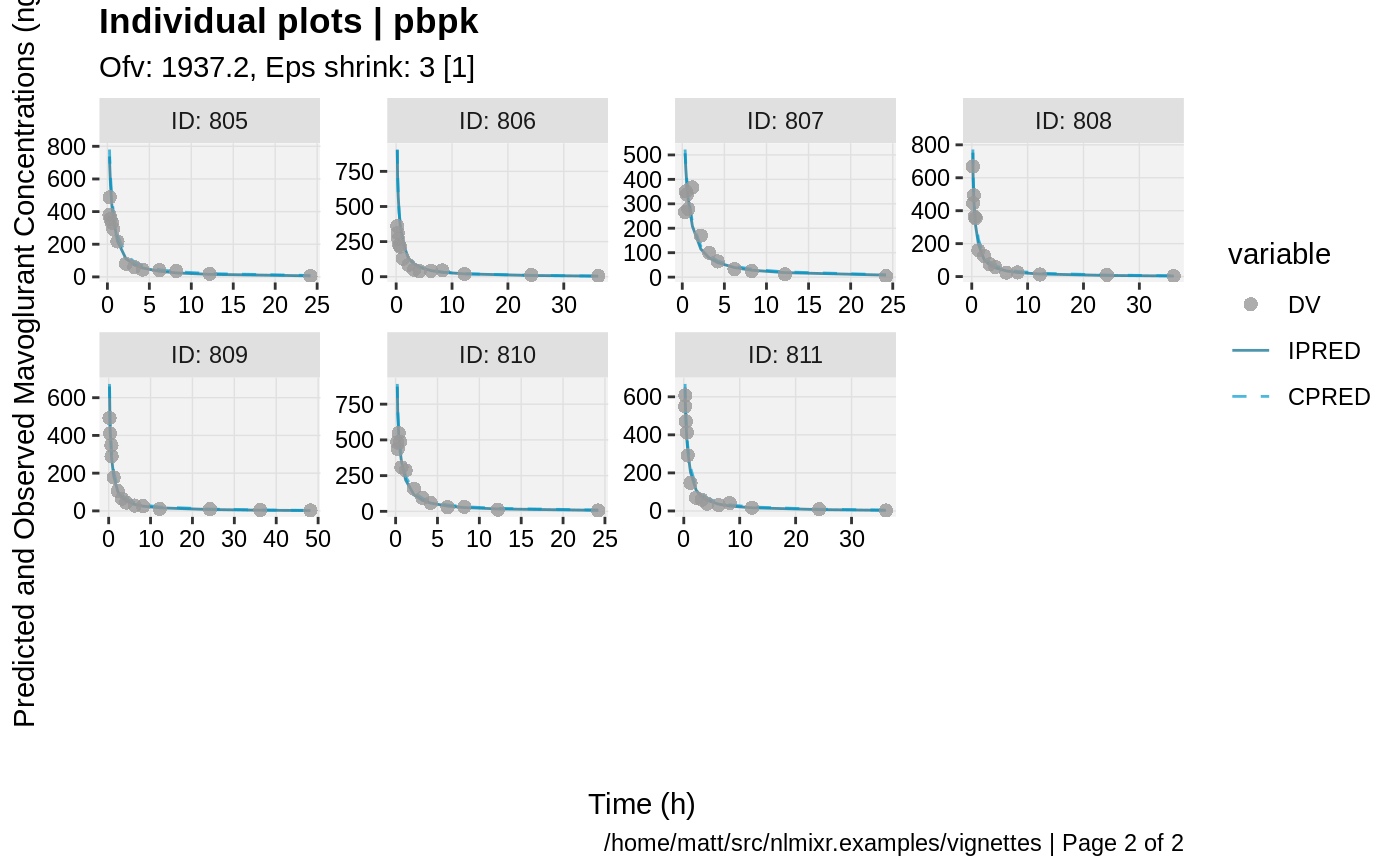 Individual plots | pbpk
Ofv: 1937.2, Eps shrink: 3 [1]
Predicted and Observed Mavoglurant Concentrations (ng
ID: 805
800
600
400
200
0
0 5 10 15 20 25
ID: 806
750
500
250
0
0 10 20 30
ID: 807
500
400
300
200
100
0
0 5 10 15 20 25
ID: 808
800
600
400
200
0
0 10 20 30
ID: 809
600
400
200
0
0 10 20 30 40 50
ID: 810
750
500
250
0
0 5 10 15 20 25
ID: 811
600
400
200
0
0 10 20 30
variable
DV
IPRED
CPRED
Time (h)
/home/matt/src/nlmixr.examples/vignettes | Page 2 of 2